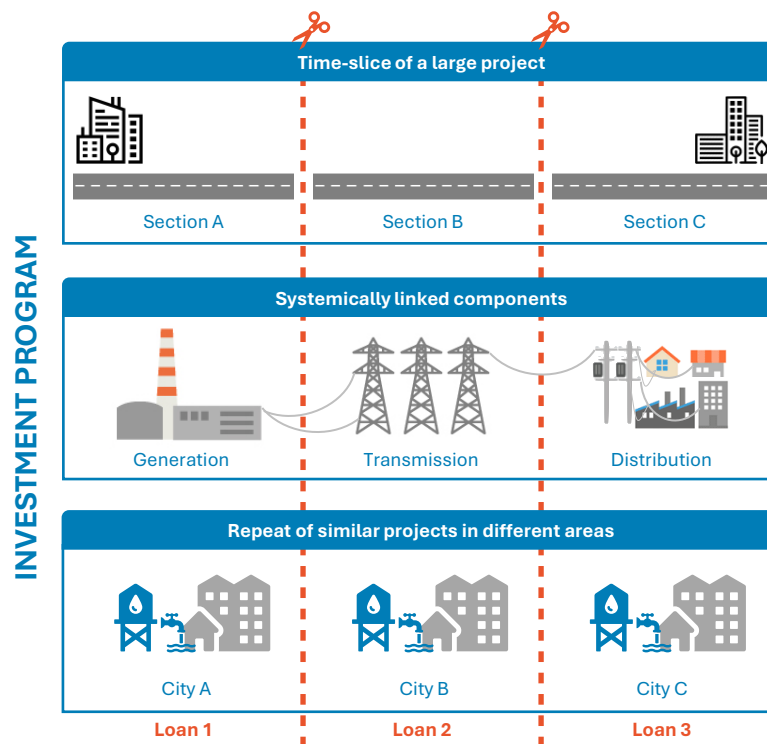 INVESTMENT PROGRAM
Time-slice of a large project
Section A
Section B
Section C
Systemically linked components
Generation
Transmission
Distribution
Repeat of similar projects in different areas
City A
City B
City C
Loan 1
Loan 2
Loan 3